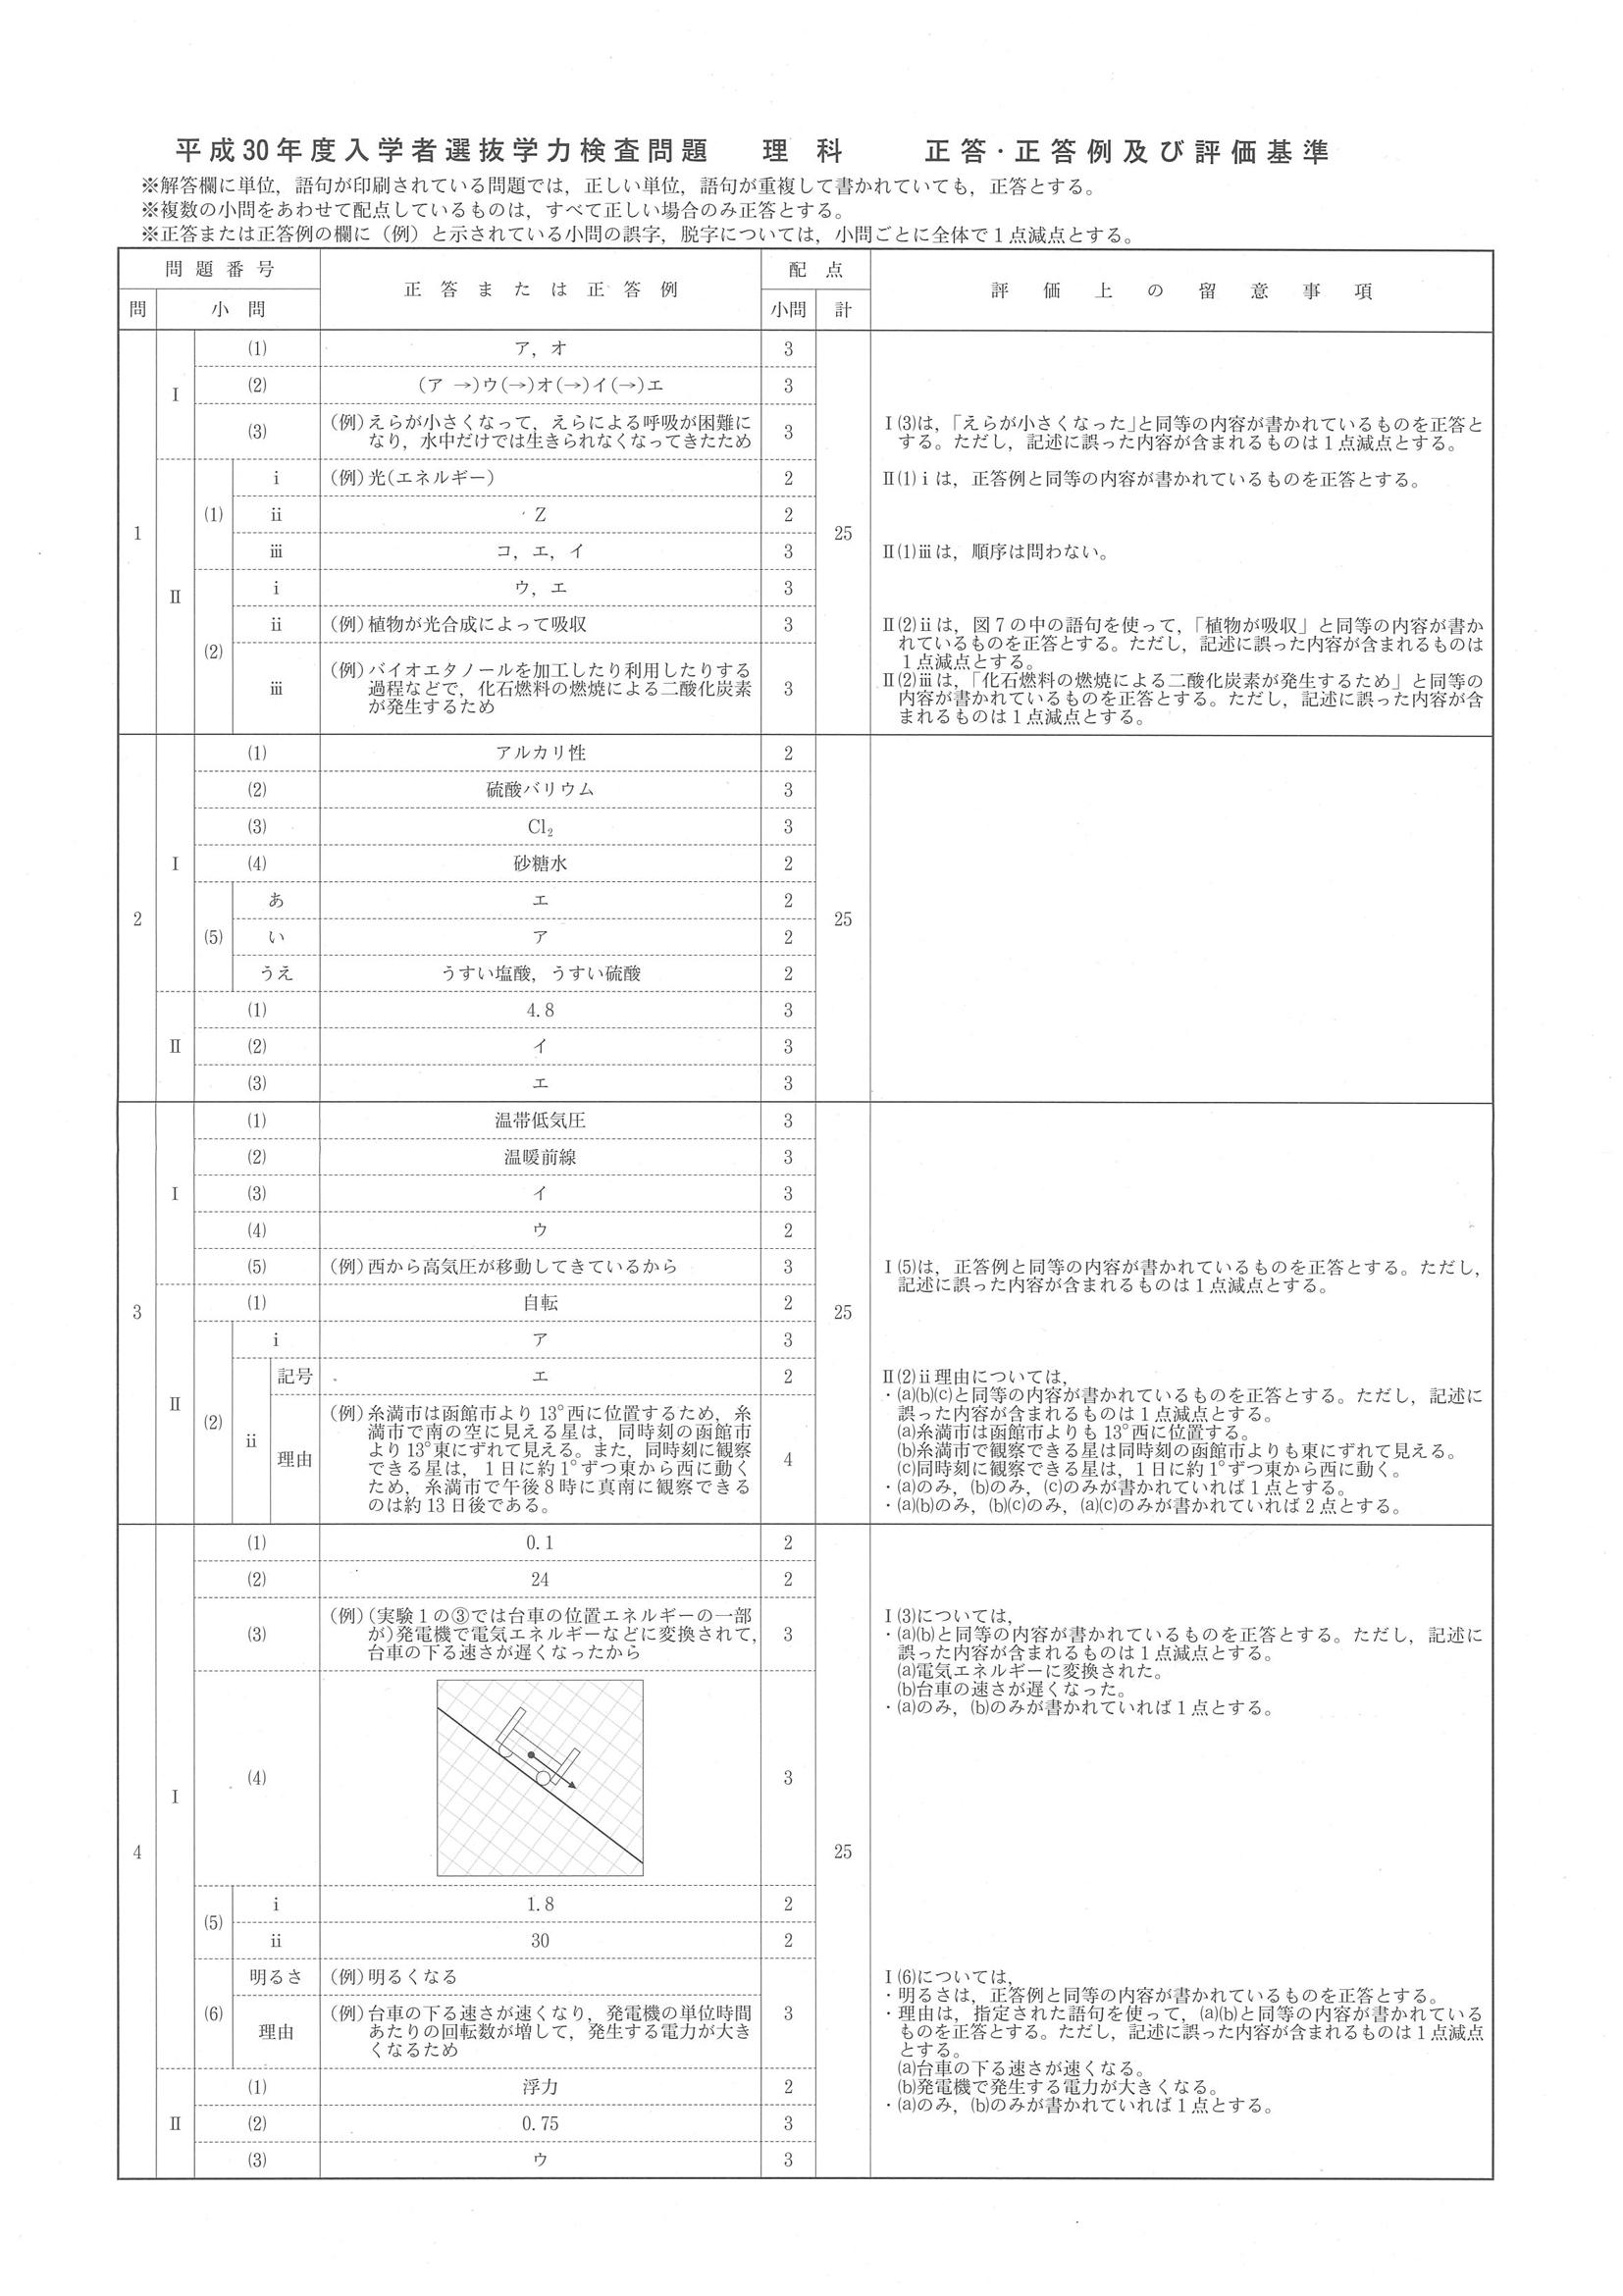 平成30年度入学者選抜学力検査問題　理　科　正答・正答例及び評価基準
※解答欄に単位，語句が印刷されている問題では，正しい単位，語句が重複して書かれていても，正答とする。
※複数の小問をあわせて配点しているものは，すべて正しい場合のみ正答とする。
※正答または正答例の欄に（例）と示されている小問の誤字，脱字については，小問ごとに全体で１点減点とする。
問題番号　正答または正答例　配点　評価上の留意事項
問　小問　小問　計
1　25
Ⅰ
(1)　ア，オ　3
(2)　(ア →)ウ(→)オ(→)イ(→)エ　3
(3)　(例)えらが小さくなって，えらによる呼吸が困難に
なり，水中だけでは生きられなくなってきたため　3
Ⅰ(3)は，「えらが小さくなった」と同等の内容が書かれているものを正答と
する。ただし，記述に誤った内容が含まれるものは１点減点とする。
Ⅱ
(1)　ⅰ　(例)光(エネルギー)　2
Ⅱ(1)ⅰは，正答例と同等の内容が書かれているものを正答とする。
ⅱ　Z　2
ⅲ　コ，エ，イ　3
Ⅱ(1)ⅲは，順序は問わない。
(2)　ⅰ　ウ，エ　3
ⅱ　(例)植物が光合成によって吸収　3
Ⅱ(2)ⅱは，図７の中の語句を使って，「植物が吸収」と同等の内容が書か
れているものを正答とする。ただし，記述に誤った内容が含まれるものは
１点減点とする。
ⅲ　(例)バイオエタノールを加工したり利用したりする
過程などで，化石燃料の燃焼による二酸化炭素
が発生するため　3
Ⅱ(2)ⅲは，「化石燃料の燃焼による二酸化炭素が発生するため」と同等の
内容が書かれているものを正答とする。ただし，記述に誤った内容が含
まれるものは１点減点とする。
2　25
Ⅰ
(1)　アルカリ性　2
(2)　硫酸バリウム　3
(3)　Cl₂　3
(4)　砂糖水　2
(5)　あ　エ　2
い　ア　2
うえ　うすい塩酸，うすい硫酸　2
Ⅱ
(1)　4.8　3
(2)　イ　3
(3)　エ　3
3　25
Ⅰ
(1)　温帯低気圧　3
(2)　温暖前線　3
(3)　イ　3
(4)　ウ　2
(5)　(例)西から高気圧が移動してきているから　3
Ⅰ(5)は，正答例と同等の内容が書かれているものを正答とする。ただし，
記述に誤った内容が含まれるものは１点減点とする。
Ⅱ
(1)　自転　2
(2)　ⅰ　ア　3
ⅱ　記号　エ　2
理由　(例)糸満市は函館市より13°西に位置するため，糸
満市で南の空に見える星は，同時刻の函館市
より13°東にずれて見える。また，同時刻に観察
できる星は，１日に約１°ずつ東から西に動く
ため，糸満市で午後８時に真南に観察できる
のは約13日後である。　4
Ⅱ(2)ⅱ理由については，
・(a)(b)(c)と同等の内容が書かれているものを正答とする。ただし，記述に
誤った内容が含まれるものは１点減点とする。
(a)糸満市は函館市よりも13°西に位置する。
(b)糸満市で観察できる星は同時刻の函館市よりも東にずれて見える。
(c)同時刻に観察できる星は，１日に約１°ずつ東から西に動く。
・(a)のみ，(b)のみ，(c)のみが書かれていれば１点とする。
・(a)(b)のみ，(b)(c)のみ，(a)(c)のみが書かれていれば２点とする。
4　25
Ⅰ
(1)　0.1　2
(2)　24　2
(3)　(例)(実験１の③では台車の位置エネルギーの一部
が)発電機で電気エネルギーなどに変換されて，
台車の下る速さが遅くなったから　3
Ⅰ(3)については，
・(a)(b)と同等の内容が書かれているものを正答とする。ただし，記述に
誤った内容が含まれるものは１点減点とする。
(a)電気エネルギーに変換された。
(b)台車の速さが遅くなった。
・(a)のみ，(b)のみが書かれていれば１点とする。
(4)　3
(5)　ⅰ　1.8　2
ⅱ　30　2
(6)　明るさ　(例)明るくなる
理由　(例)台車の下る速さが速くなり，発電機の単位時間
あたりの回転数が増して，発生する電力が大き
くなるため　3
Ⅰ(6)については，
・明るさは，正答例と同等の内容が書かれているものを正答とする。
・理由は，指定された語句を使って，(a)(b)と同等の内容が書かれている
ものを正答とする。ただし，記述に誤った内容が含まれるものは１点減点
とする。
(a)台車の下る速さが速くなる。
(b)発電機で発生する電力が大きくなる。
・(a)のみ，(b)のみが書かれていれば１点とする。
Ⅱ
(1)　浮力　2
(2)　0.75　3
(3)　ウ　3